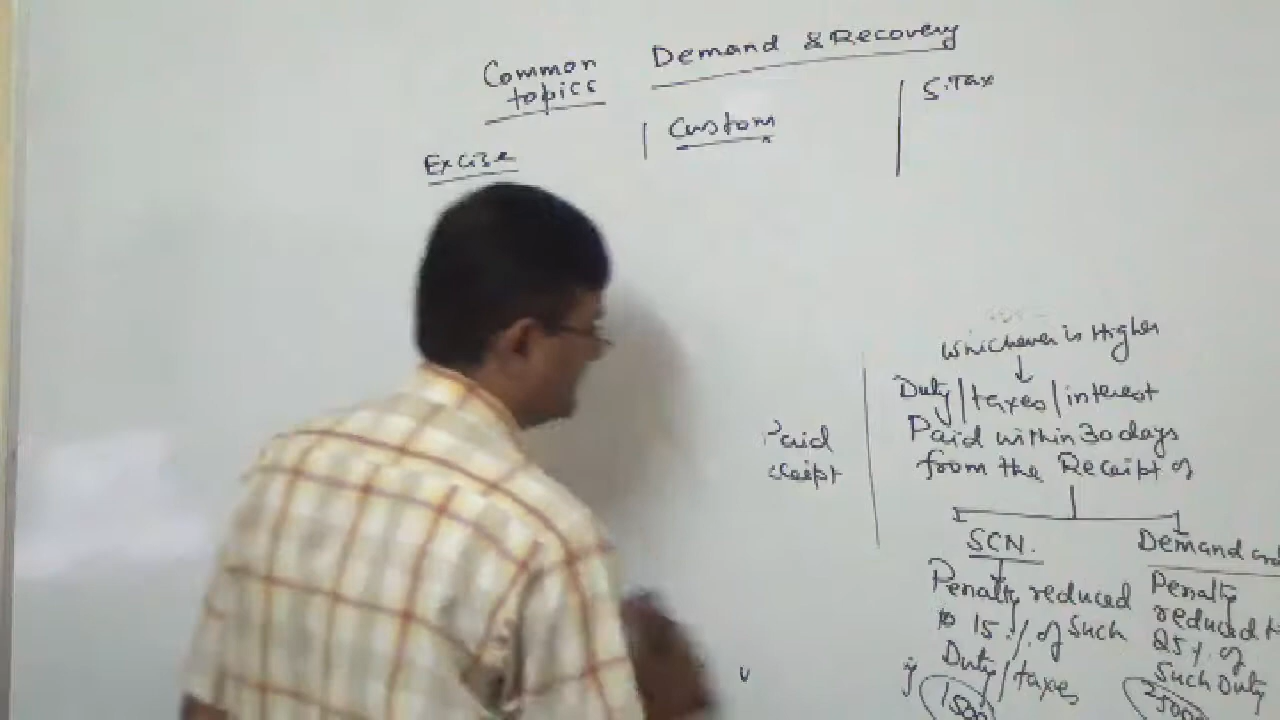 Common
topics
Demand & Recovery
Excise
Custom
S.Tax
whichever is Higher
Duty/taxes/interest
Paid within 30 days
from the Receipt of
Paid
SCN.
Penalty reduced
to 15% of Such
Duty/taxes
1500
Demand
Penalty
reduced
25% of
Such Duty
2500